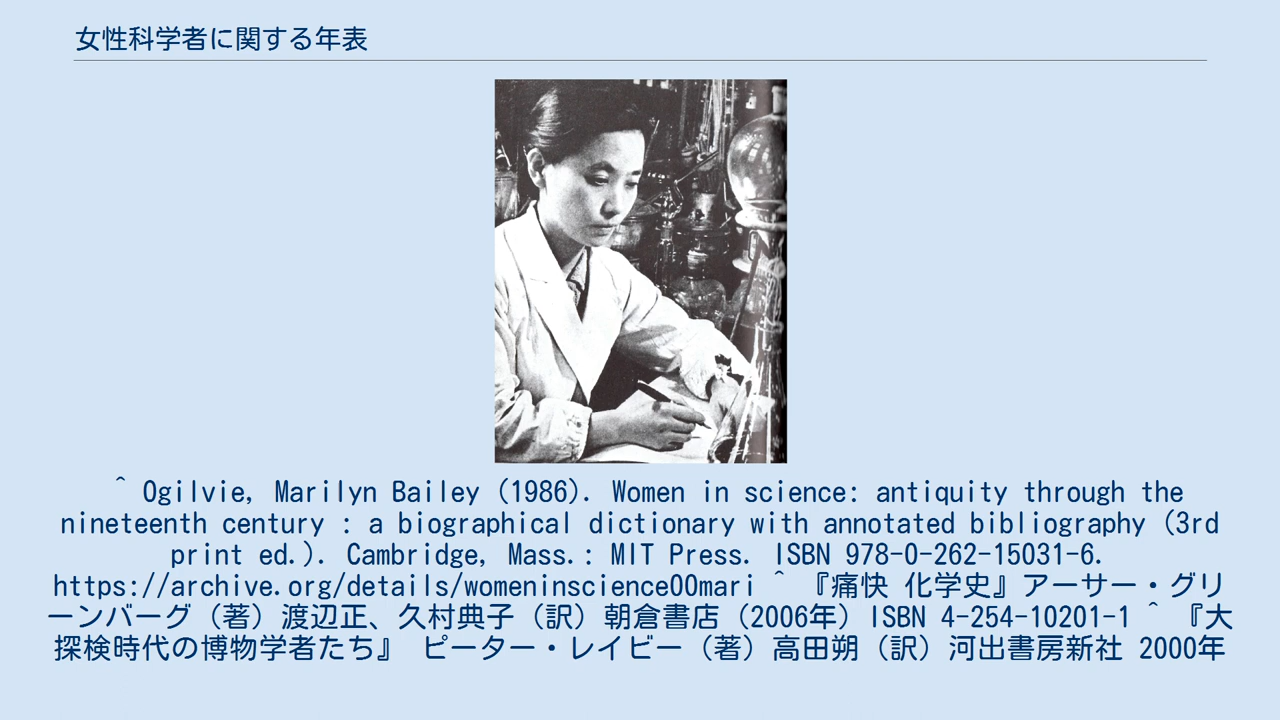 女性科学者に関する年表
^ Ogilvie, Marilyn Bailey (1986). Women in science: antiquity through the
nineteenth century : a biographical dictionary with annotated bibliography (3rd
print ed.). Cambridge, Mass.: MIT Press. ISBN 978-0-262-15031-6.
https://archive.org/details/womeninscience00mari ^ 『痛快 化学史』アーサー・グリ
ーンバーグ（著）渡辺正、久村典子（訳）朝倉書店（2006年）ISBN 4-254-10201-1 ^ 『大
探検時代の博物学者たち』 ピーター・レイビー（著）高田朔（訳）河出書房新社 2000年